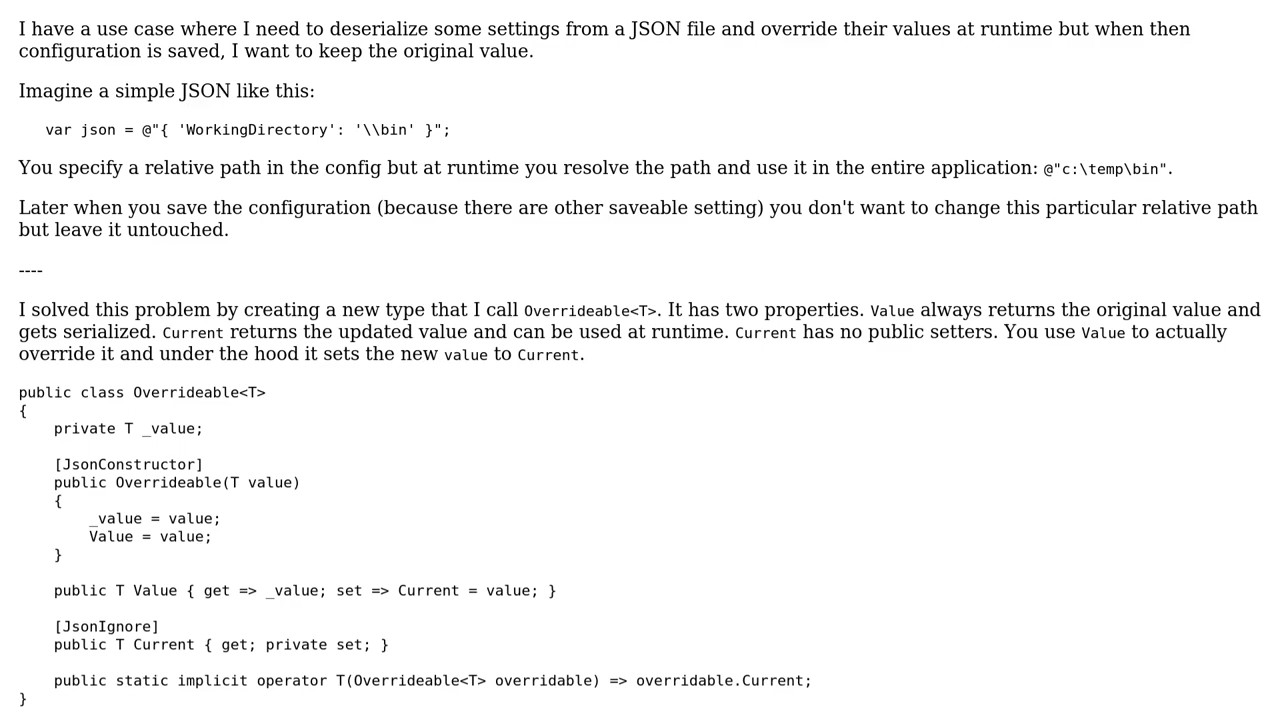 I have a use case where I need to deserialize some settings from a JSON file and override their values at runtime but when then
configuration is saved, I want to keep the original value.
Imagine a simple JSON like this:
var json = @"{ 'WorkingDirectory': '\\bin' }";
You specify a relative path in the config but at runtime you resolve the path and use it in the entire application: @"c:\temp\bin".
Later when you save the configuration (because there are other saveable setting) you don't want to change this particular relative path
but leave it untouched.
----
I solved this problem by creating a new type that I call Overrideable<T>. It has two properties. Value always returns the original value and
gets serialized. Current returns the updated value and can be used at runtime. Current has no public setters. You use Value to actually
override it and under the hood it sets the new value to Current.
public class Overrideable<T>
{
    private T _value;
    [JsonConstructor]
    public Overrideable(T value)
    {
        _value = value;
        Value = value;
    }
    public T Value { get => _value; set => Current = value; }
    [JsonIgnore]
    public T Current { get; private set; }
    public static implicit operator T(Overrideable<T> overridable) => overridable.Current;
}